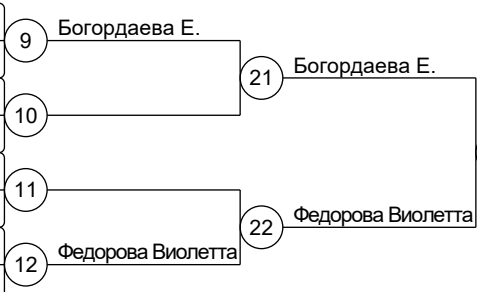 9 Богордаева Е.
21 Богордаева Е.
10
11
22 Федорова Виолетта
12 Федорова Виолетта